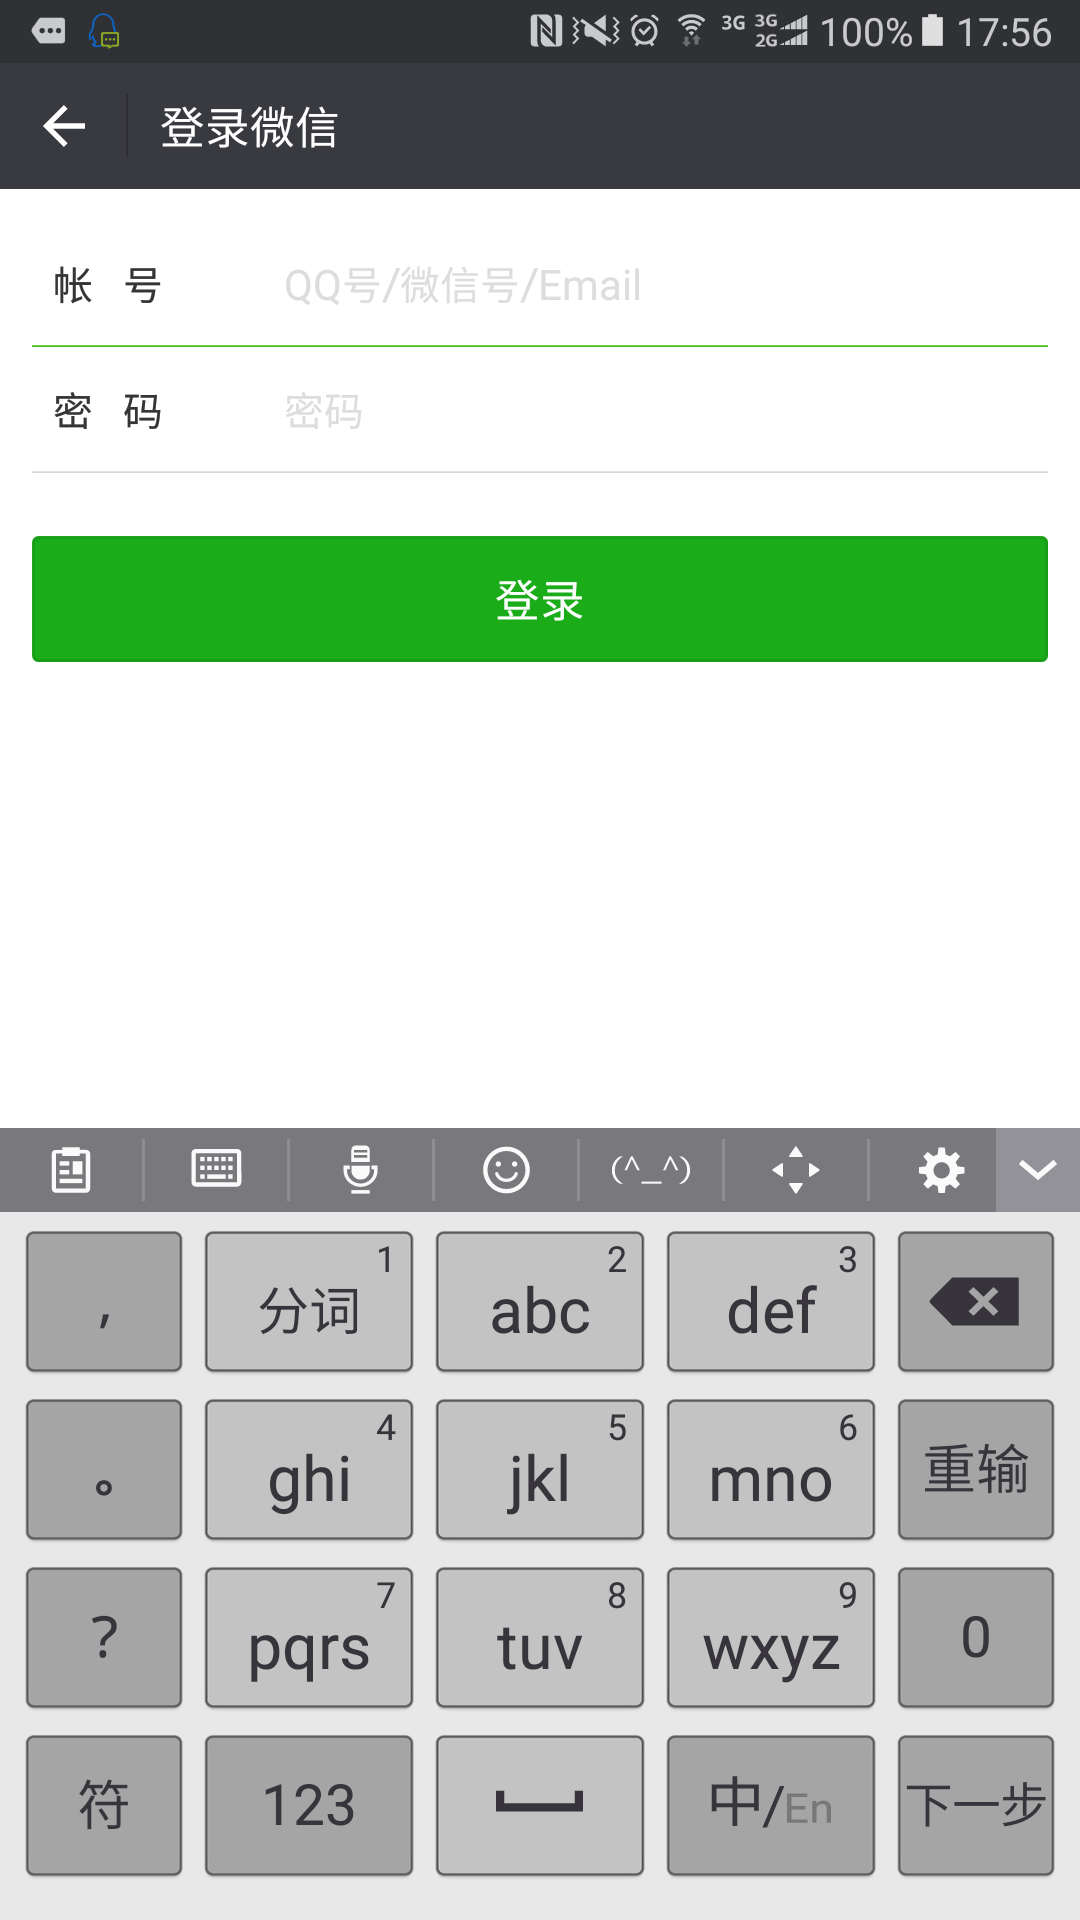 3G 3G 2G 100% 17:56
登录微信
帐 号 QQ号/微信号/Email
密 码 密码
登录
(^_^)
, 分词 1 abc 2 def 3
。 ghi 4 jkl 5 mno 6 重输
? pqrs 7 tuv 8 wxyz 9 0
符 123 中/En 下一步